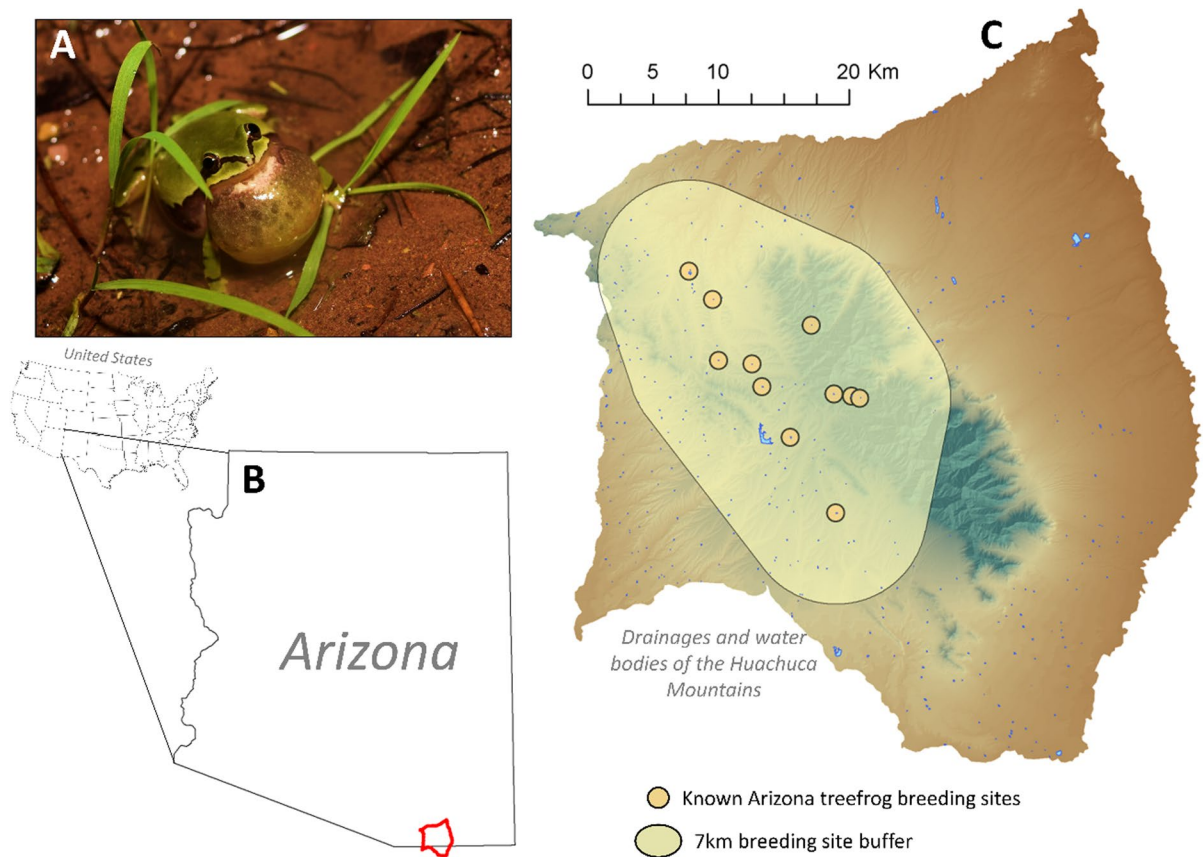 A
United States
B
Arizona
C
0 5 10 20 Km
Drainages and water
bodies of the Huachuca
Mountains
Known Arizona treefrog breeding sites
7km breeding site buffer